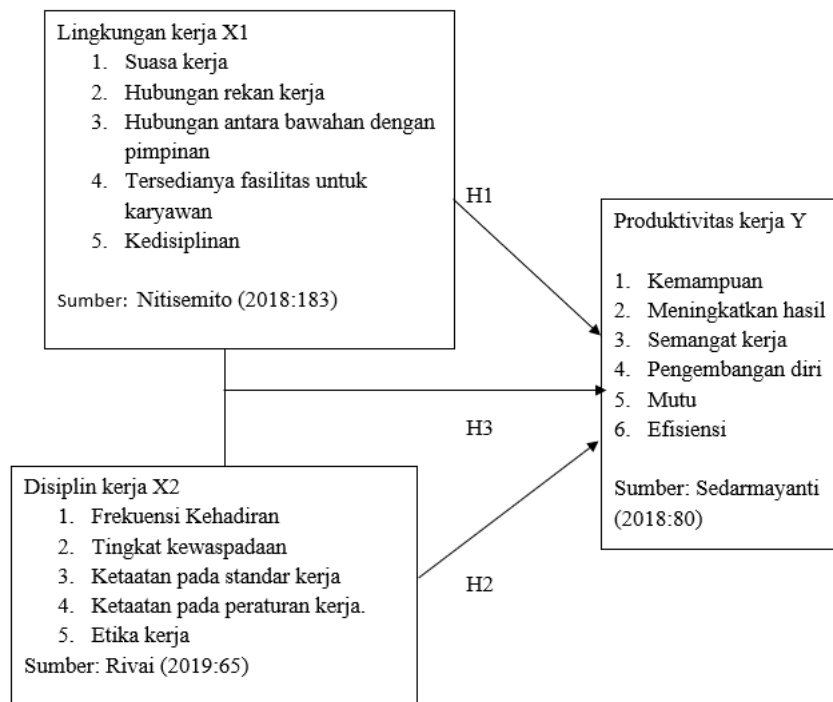 Lingkungan kerja X1
1. Suasa kerja
2. Hubungan rekan kerja
3. Hubungan antara bawahan dengan
pimpinan
4. Tersedianya fasilitas untuk
karyawan
5. Kedisiplinan
Sumber: Nitisemito (2018:183)
H1
Produktivitas kerja Y
1. Kemampuan
2. Meningkatkan hasil
3. Semangat kerja
4. Pengembangan diri
5. Mutu
6. Efisiensi
Sumber: Sedarmayanti
(2018:80)
H3
Disiplin kerja X2
1. Frekuensi Kehadiran
2. Tingkat kewaspadaan
3. Ketaatan pada standar kerja
4. Ketaatan pada peraturan kerja.
5. Etika kerja
Sumber: Rivai (2019:65)
H2